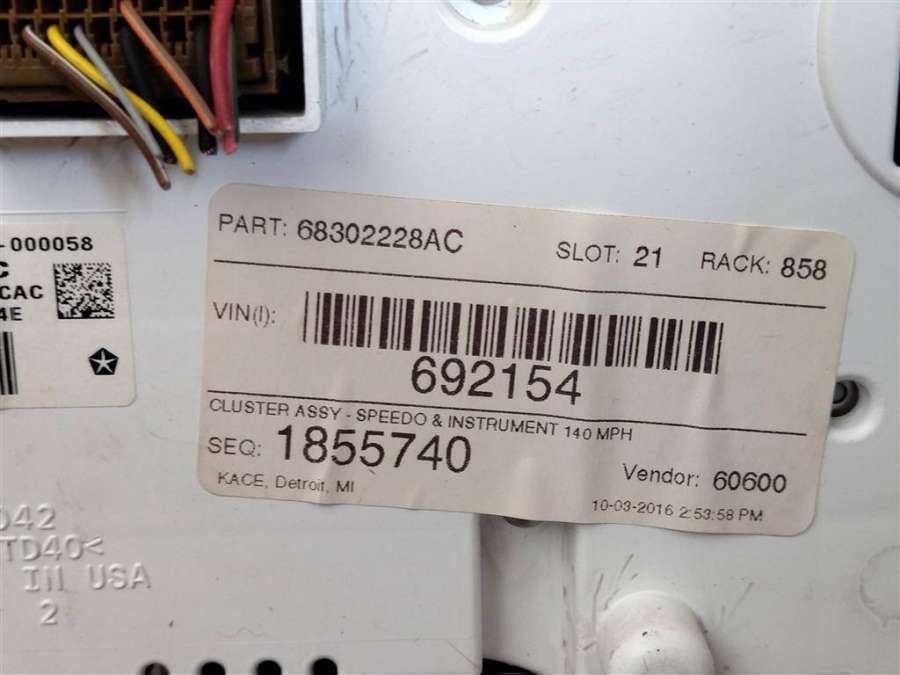 -000058
C
CAC
4E
PART: 68302228AC SLOT: 21 RACK: 858
VIN(I):
692154
CLUSTER ASSY - SPEEDO & INSTRUMENT 140 MPH
SEQ: 1855740 Vendor: 60600
KACE, Detroit, MI 10-03-2016 2:53:58 PM
D42
TD40<
IN USA
2